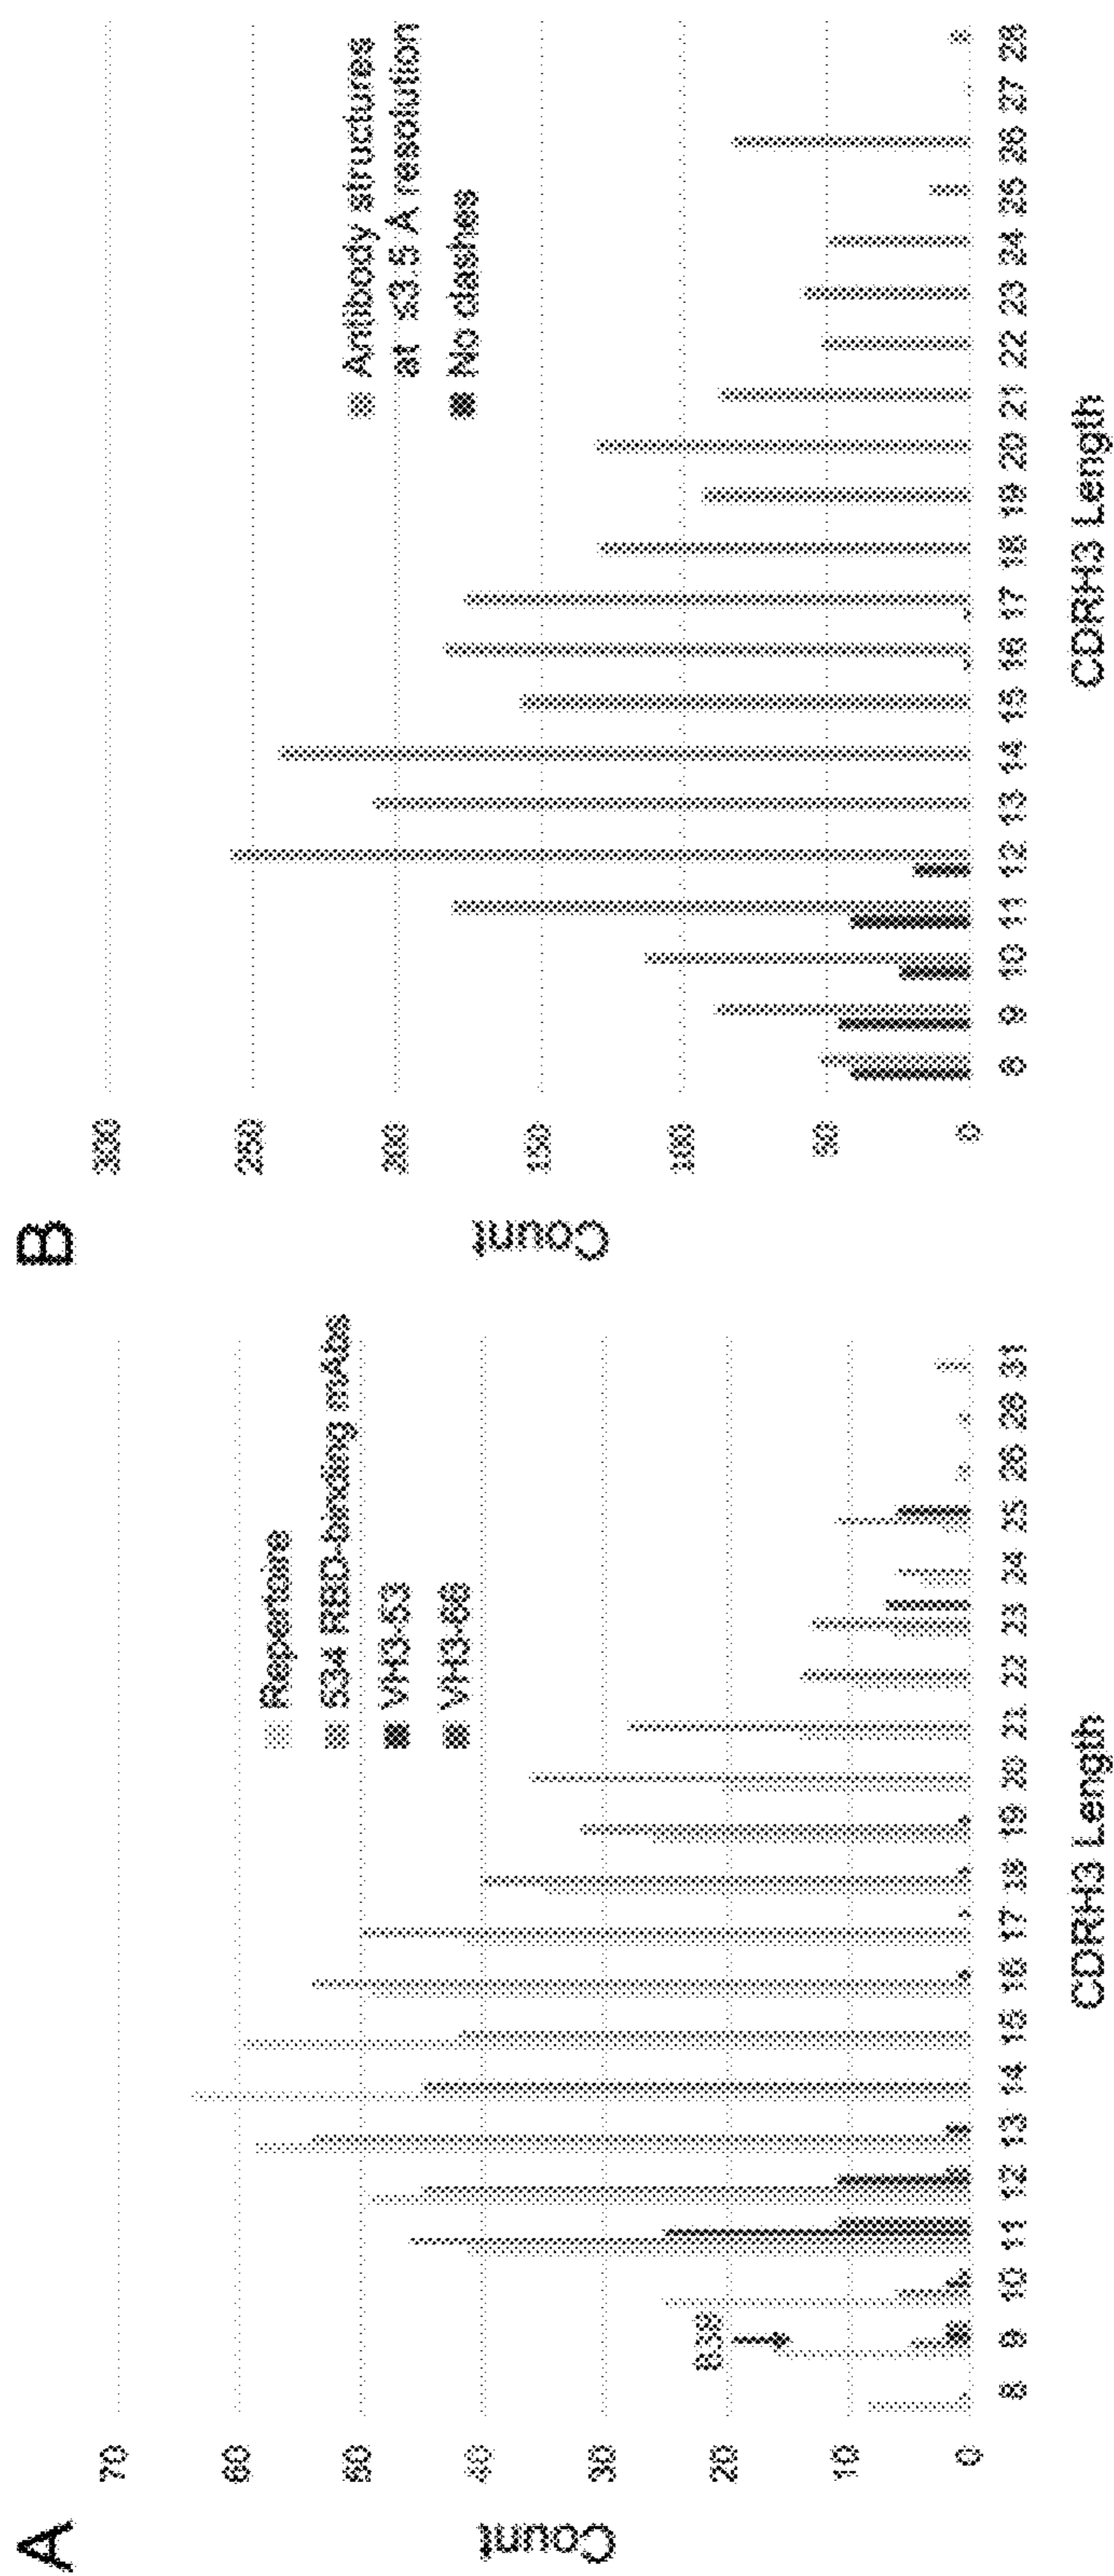 A
Count
70
60
50
40
30
20
10
0
Repertoire
534 RBD-binding mAbs
VH3-53
VH3-66
B38
8 9 10 11 12 13 14 15 16 17 18 19 20 21 22 23 24 25 26 28 31
CDRH3 Length
B
Count
300
250
200
150
100
50
0
Antibody structures
at ≤3.5 Å resolution
No clashes
8 9 10 11 12 13 14 15 16 17 18 19 20 21 22 23 24 25 26 27 28
CDRH3 Length